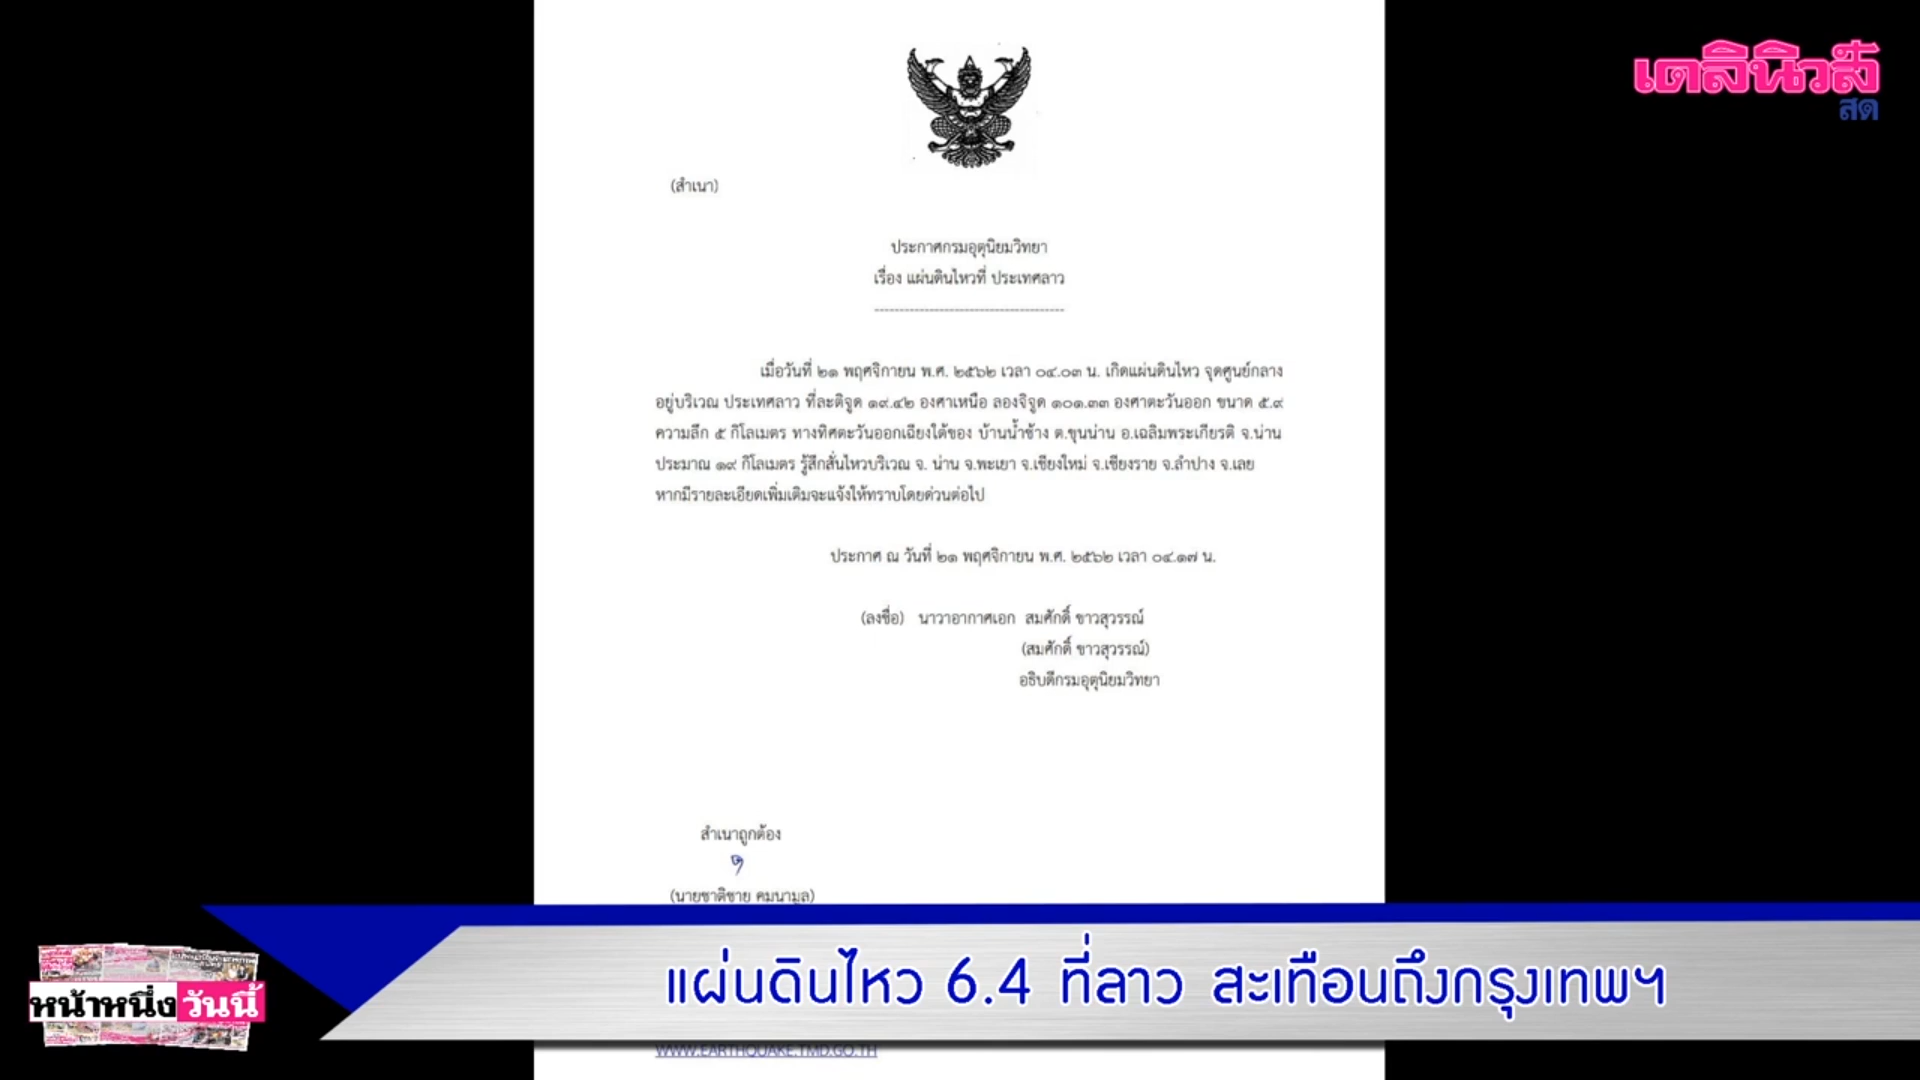 เดลินิวส์
สด
(สำเนา)
ประกาศกรมอุตุนิยมวิทยา
เรื่อง แผ่นดินไหวที่ ประเทศลาว
--------------------------------------
เมื่อวันที่ ๒๑ พฤศจิกายน พ.ศ. ๒๕๖๒ เวลา ๐๔.๐๓ น. เกิดแผ่นดินไหว จุดศูนย์กลาง
อยู่บริเวณ ประเทศลาว ที่ละติจูด ๑๙.๔๒ องศาเหนือ ลองจิจูด ๑๐๑.๓๓ องศาตะวันออก ขนาด ๕.๙
ความลึก ๕ กิโลเมตร ทางทิศตะวันออกเฉียงใต้ของ บ้านน้ำช้าง ต.ขุนน่าน อ.เฉลิมพระเกียรติ จ.น่าน
ประมาณ ๑๙ กิโลเมตร รู้สึกสั่นไหวบริเวณ จ. น่าน จ.พะเยา จ.เชียงใหม่ จ.เชียงราย จ.ลำปาง จ.เลย
หากมีรายละเอียดเพิ่มเติมจะแจ้งให้ทราบโดยด่วนต่อไป
ประกาศ ณ วันที่ ๒๑ พฤศจิกายน พ.ศ. ๒๕๖๒ เวลา ๐๔.๑๗ น.
(ลงชื่อ) นาวาอากาศเอก สมศักดิ์ ขาวสุวรรณ์
(สมศักดิ์ ขาวสุวรรณ์)
อธิบดีกรมอุตุนิยมวิทยา
สำเนาถูกต้อง
(นายชาติชาย คมนามูล)
แผ่นดินไหว 6.4 ที่ลาว สะเทือนถึงกรุงเทพฯ
หน้าหนึ่งวันนี้
WWW.EARTHQUAKE.TMD.GO.TH